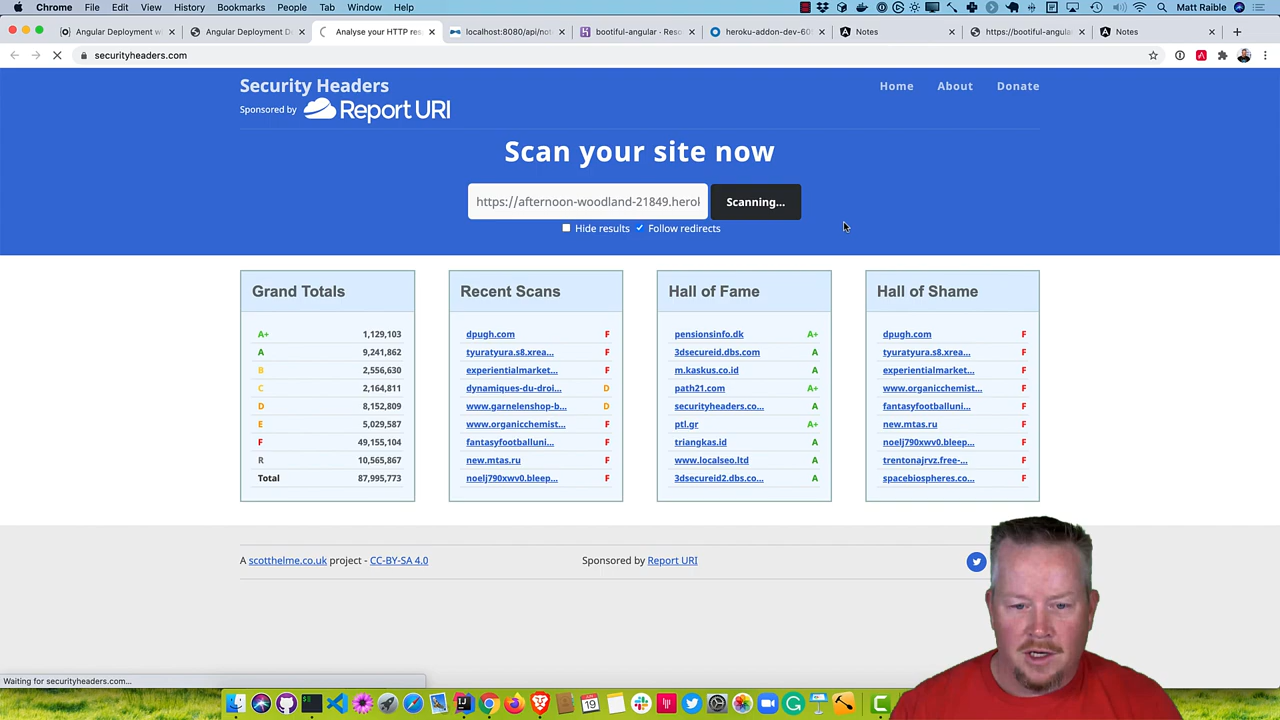 Chrome File Edit View History Bookmarks People Tab Window Help Matt Raible
Angular Deployment w
Angular Deployment D
Analyse your HTTP res
localhost:8080/api/not
bootiful-angular · Reso
heroku-addon-dev-60
Notes
https://bootiful-angula
Notes
securityheaders.com
Security Headers
Sponsored by Report URI
Home About Donate
Scan your site now
https://afternoon-woodland-21849.herok
Scanning...
Hide results Follow redirects
Grand Totals
A+ 1,129,103
A 9,241,862
B 2,556,630
C 2,164,811
D 8,152,809
E 5,029,587
F 49,155,104
R 10,565,867
Total 87,995,773
Recent Scans
dpugh.com F
tyuratyura.s8.xrea... F
experientialmarket... F
dynamiques-du-droi... D
www.garnelenshop-b... D
www.organicchemist... F
fantasyfootballuni... F
new.mtas.ru F
noelj790xwv0.bleep... F
Hall of Fame
pensionsinfo.dk A+
3dsecureid.dbs.com A
m.kaskus.co.id A
path21.com A+
securityheaders.co... A
ptl.gr A+
triangkas.id A
www.localseo.ltd A
3dsecureid2.dbs.co... A
Hall of Shame
dpugh.com F
tyuratyura.s8.xrea... F
experientialmarket... F
www.organicchemist... F
fantasyfootballuni... F
new.mtas.ru F
noelj790xwv0.bleep... F
trentonajrvz.free-... F
spacebiospheres.co... F
A scotthelme.co.uk project - CC-BY-SA 4.0
Sponsored by Report URI
Waiting for securityheaders.com...
19